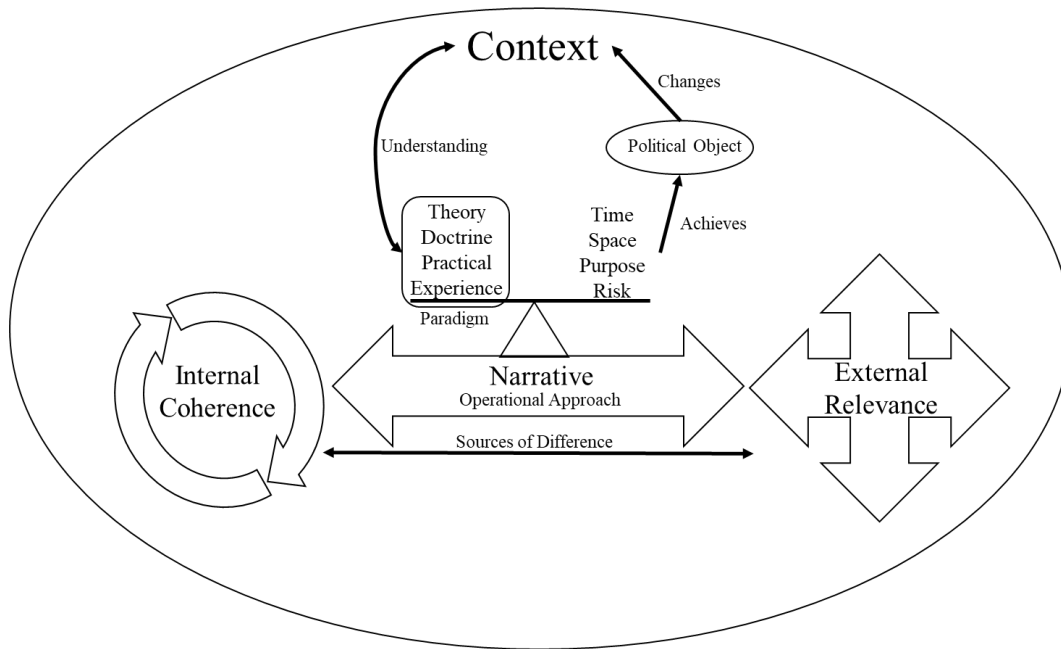 Context
Changes
Understanding
Political Object
Theory
Doctrine
Practical
Experience
Time
Space
Purpose
Risk
Achieves
Paradigm
Internal
Coherence
Narrative
Operational Approach
External
Relevance
Sources of Difference